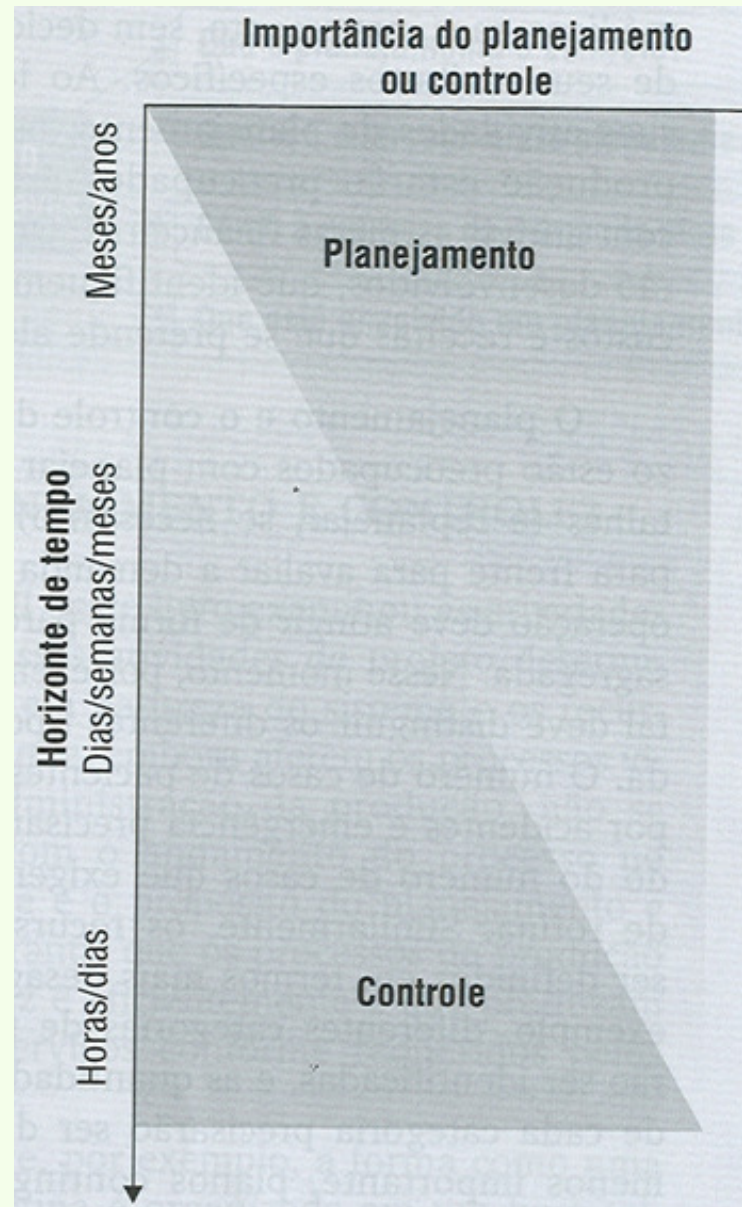 Importância do planejamento
ou controle
Meses/anos
Planejamento
Horizonte de tempo
Dias/semanas/meses
Horas/dias
Controle